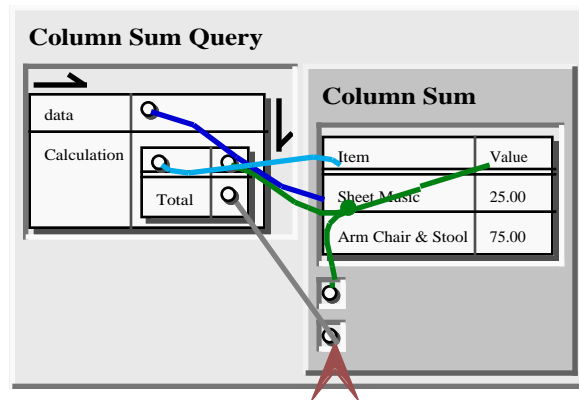 Column Sum Query
Column Sum
data
Calculation
Total
Item Value
Sheet Music 25.00
Arm Chair & Stool 75.00